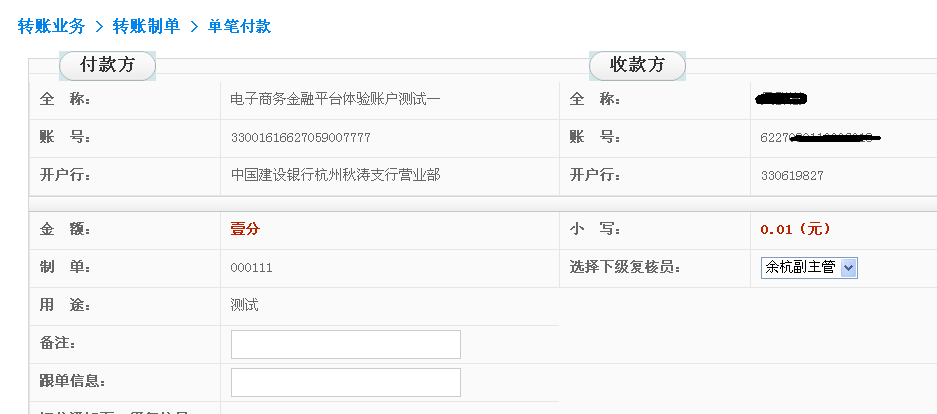 转账业务 > 转账制单 > 单笔付款
付款方 收款方
全 称： 电子商务金融平台体验账户测试一 全 称：
账 号： 33001616627059007777 账 号： 6227
开户行： 中国建设银行杭州秋涛支行营业部 开户行： 330619827
金 额： 壹分 小 写： 0.01（元）
制 单： 000111 选择下级复核员： 余杭副主管
用 途： 测试
备注：
跟单信息：